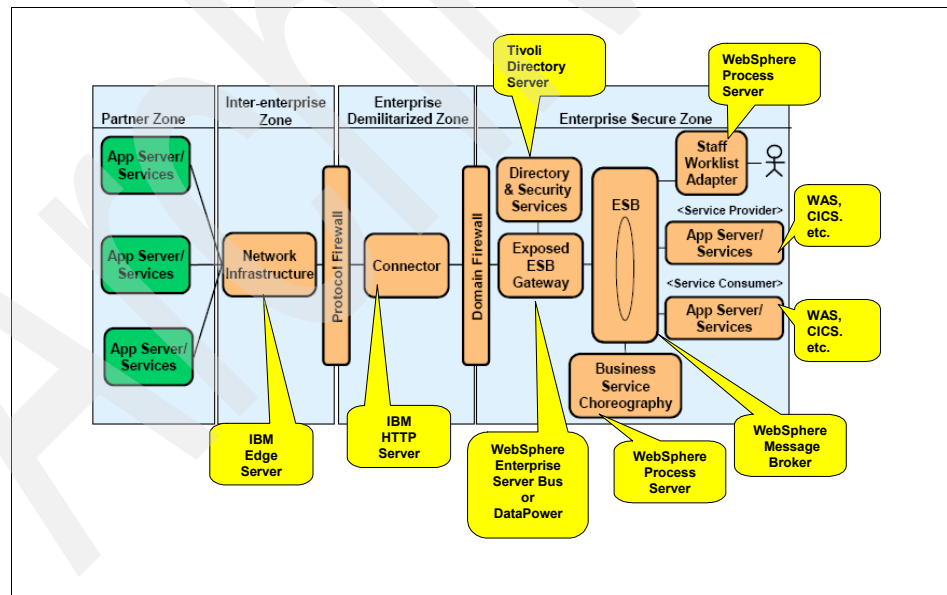 Tivoli
Directory
Server
WebSphere
Process
Server
Partner Zone
Inter-enterprise
Zone
Enterprise
Demilitarized Zone
Enterprise Secure Zone
App Server/
Services
App Server/
Services
App Server/
Services
Network
Infrastructure
Protocol Firewall
Connector
Domain Firewall
Directory
& Security
Services
Exposed
ESB
Gateway
ESB
Staff
Worklist
Adapter
<Service Provider>
App Server/
Services
<Service Consumer>
App Server/
Services
Business
Service
Choreography
WAS,
CICS.
etc.
WAS,
CICS.
etc.
IBM
Edge
Server
IBM
HTTP
Server
WebSphere
Enterprise
Server Bus
or
DataPower
WebSphere
Process
Server
WebSphere
Message
Broker